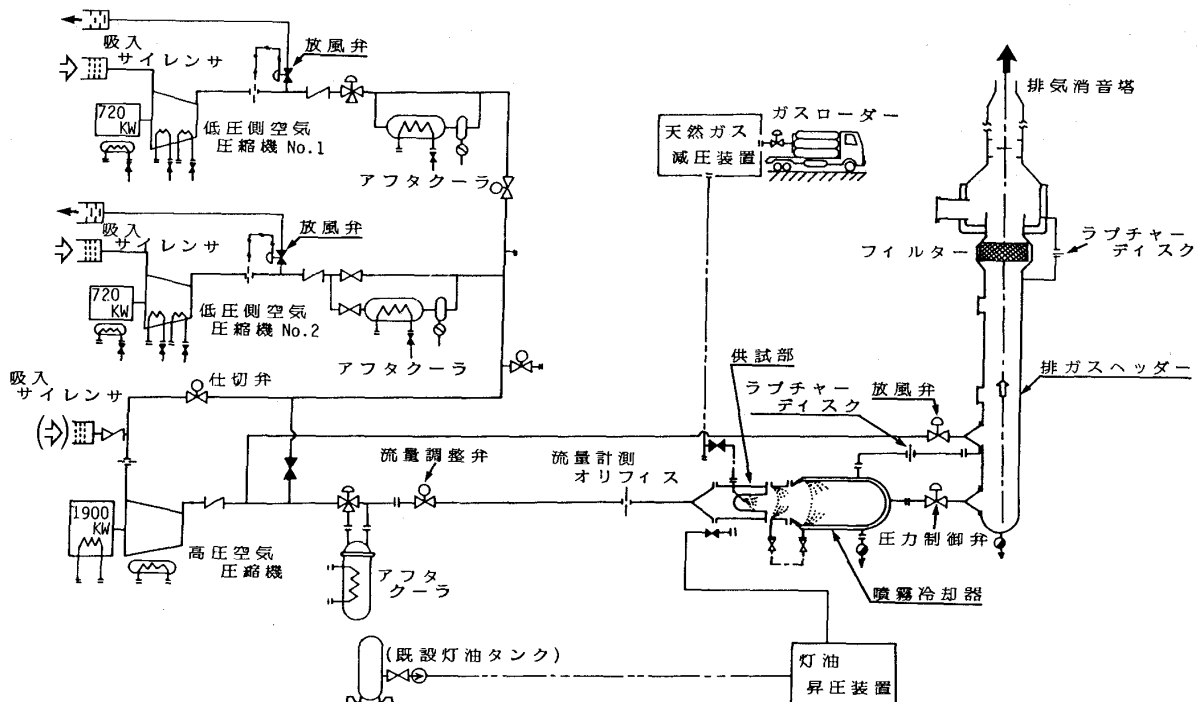 吸入
サイレンサ
放風弁
720
KW
低圧側空気
圧縮機 No.1
アフタクーラ
吸入
サイレンサ
放風弁
720
KW
低圧側空気
圧縮機 No.2
アフタクーラ
吸入
サイレンサ
仕切弁
1900
KW
高圧空気
圧縮機
アフタ
クーラ
流量調整弁
流量計測
オリフィス
天然ガス
減圧装置
ガスローダー
供試部
ラプチャー
ディスク
放風弁
圧力制御弁
噴霧冷却器
排気消音塔
フィルター
ラプチャー
ディスク
排ガスヘッダー
(既設灯油タンク)
灯油
昇圧装置